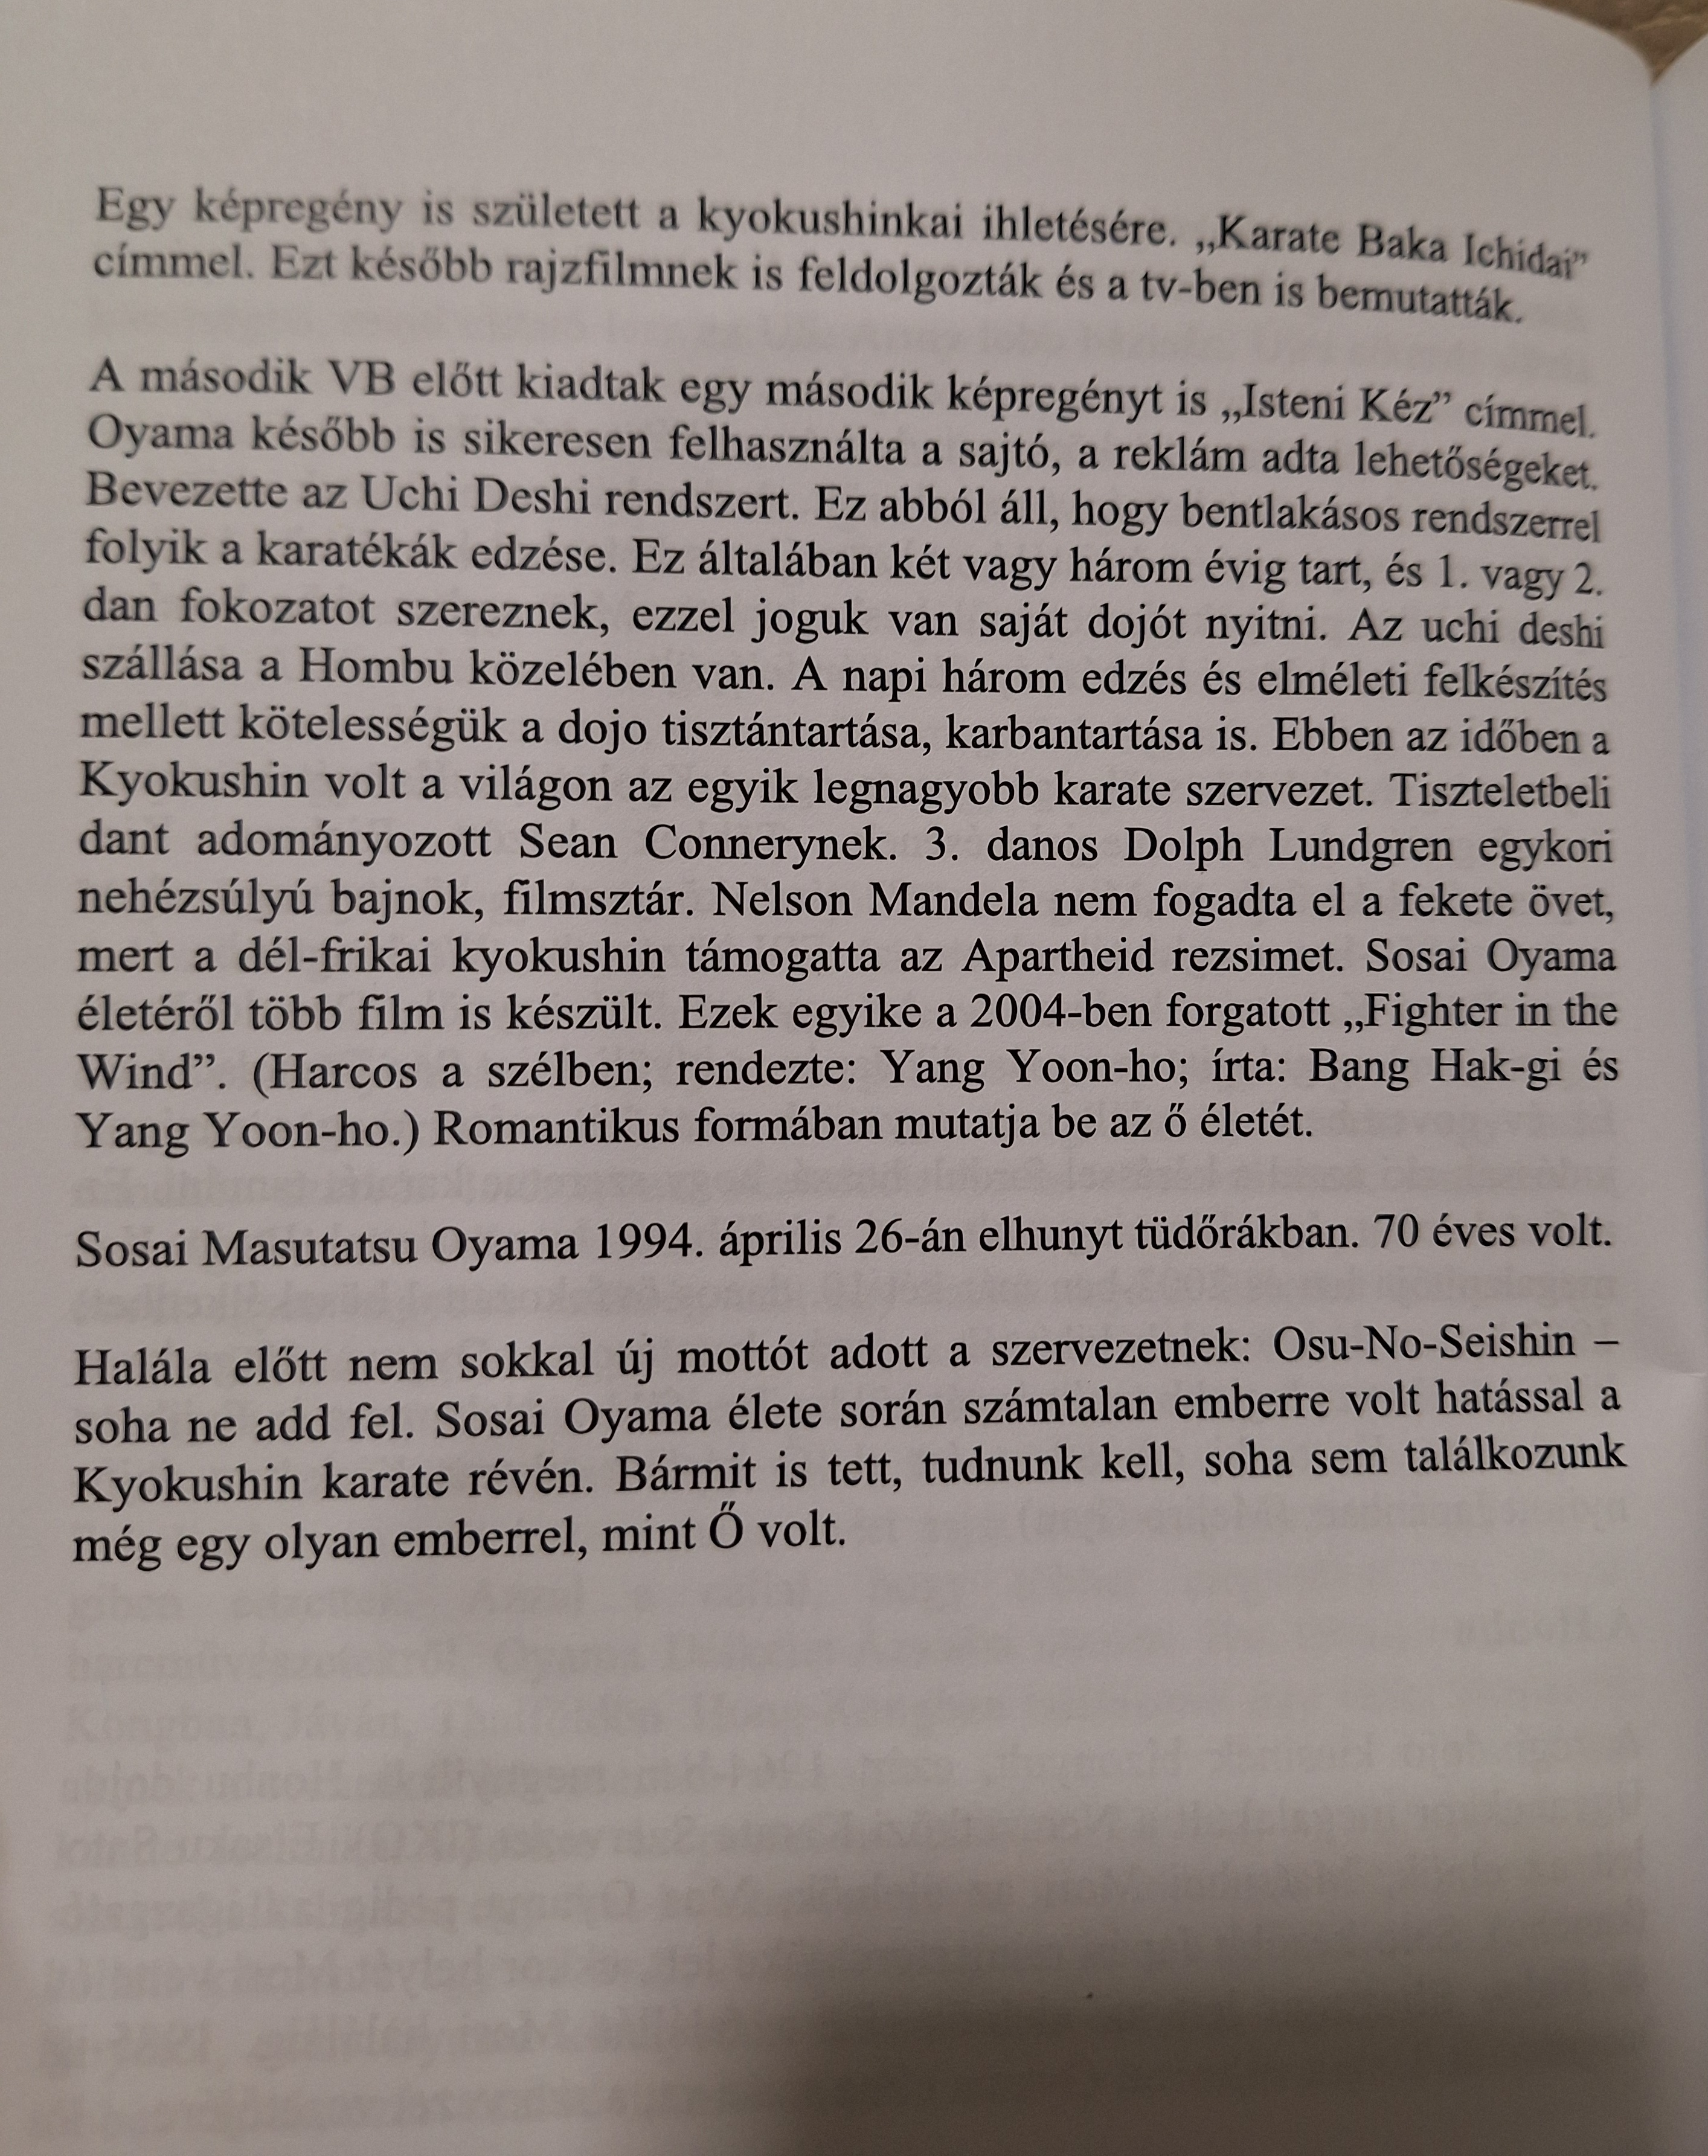 Egy képregény is született a kyokushinkai ihletésére. „Karate Baka Ichidai”
címmel. Ezt később rajzfilmnek is feldolgozták és a tv-ben is bemutatták.
A második VB előtt kiadtak egy második képregényt is „Isteni Kéz” címmel.
Oyama később is sikeresen felhasználta a sajtó, a reklám adta lehetőségeket.
Bevezette az Uchi Deshi rendszert. Ez abból áll, hogy bentlakásos rendszerrel
folyik a karatékák edzése. Ez általában két vagy három évig tart, és 1. vagy 2.
dan fokozatot szereznek, ezzel joguk van saját dojót nyitni. Az uchi deshi
szállása a Hombu közelében van. A napi három edzés és elméleti felkészítés
mellett kötelességük a dojo tisztántartása, karbantartása is. Ebben az időben a
Kyokushin volt a világon az egyik legnagyobb karate szervezet. Tiszteletbeli
dant adományozott Sean Connerynek. 3. danos Dolph Lundgren egykori
nehézsúlyú bajnok, filmsztár. Nelson Mandela nem fogadta el a fekete övet,
mert a dél-frikai kyokushin támogatta az Apartheid rezsimet. Sosai Oyama
életéről több film is készült. Ezek egyike a 2004-ben forgatott „Fighter in the
Wind”. (Harcos a szélben; rendezte: Yang Yoon-ho; írta: Bang Hak-gi és
Yang Yoon-ho.) Romantikus formában mutatja be az ő életét.
Sosai Masutatsu Oyama 1994. április 26-án elhunyt tüdőrákban. 70 éves volt.
Halála előtt nem sokkal új mottót adott a szervezetnek: Osu-No-Seishin –
soha ne add fel. Sosai Oyama élete során számtalan emberre volt hatással a
Kyokushin karate révén. Bármit is tett, tudnunk kell, soha sem találkozunk
még egy olyan emberrel, mint Ő volt.